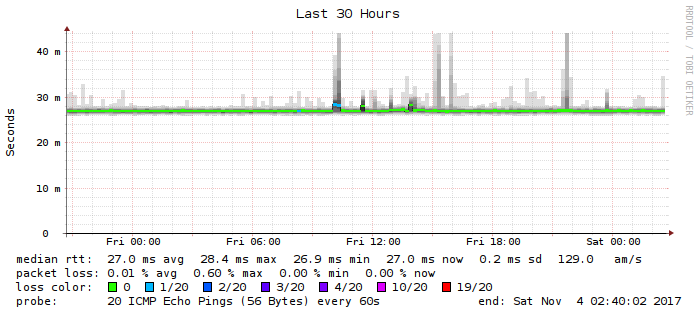 Last 30 Hours
RRDTOOL / TOBI OETIKER
Seconds
40 m
30 m
20 m
10 m
0
Fri 00:00 Fri 06:00 Fri 12:00 Fri 18:00 Sat 00:00
median rtt: 27.0 ms avg 28.4 ms max 26.9 ms min 27.0 ms now 0.2 ms sd 129.0 am/s
packet loss: 0.01 % avg 0.60 % max 0.00 % min 0.00 % now
loss color: 0 1/20 2/20 3/20 4/20 10/20 19/20
probe: 20 ICMP Echo Pings (56 Bytes) every 60s end: Sat Nov 4 02:40:02 2017